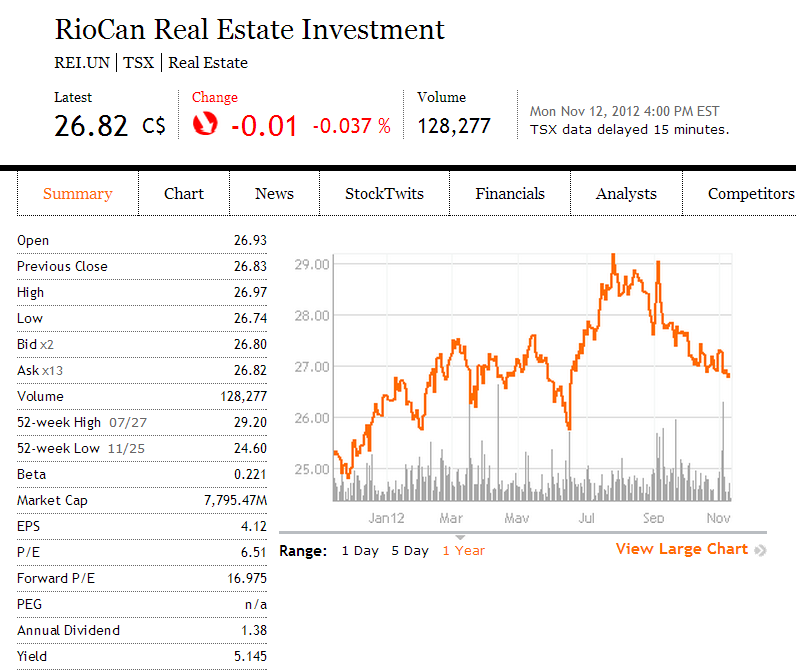 RioCan Real Estate Investment
REI.UN | TSX | Real Estate
Latest
26.82 C$
Change
-0.01 -0.037 %
Volume
128,277
Mon Nov 12, 2012 4:00 PM EST
TSX data delayed 15 minutes.
Summary Chart News StockTwits Financials Analysts Competitors
Open 26.93
Previous Close 26.83
High 26.97
Low 26.74
Bid x2 26.80
Ask x13 26.82
Volume 128,277
52-week High 07/27 29.20
52-week Low 11/25 24.60
Beta 0.221
Market Cap 7,795.47M
EPS 4.12
P/E 6.51
Forward P/E 16.975
PEG n/a
Annual Dividend 1.38
Yield 5.145
29.00
28.00
27.00
26.00
25.00
Jan12 Mar May Jul Sep Nov
Range: 1 Day 5 Day 1 Year
View Large Chart